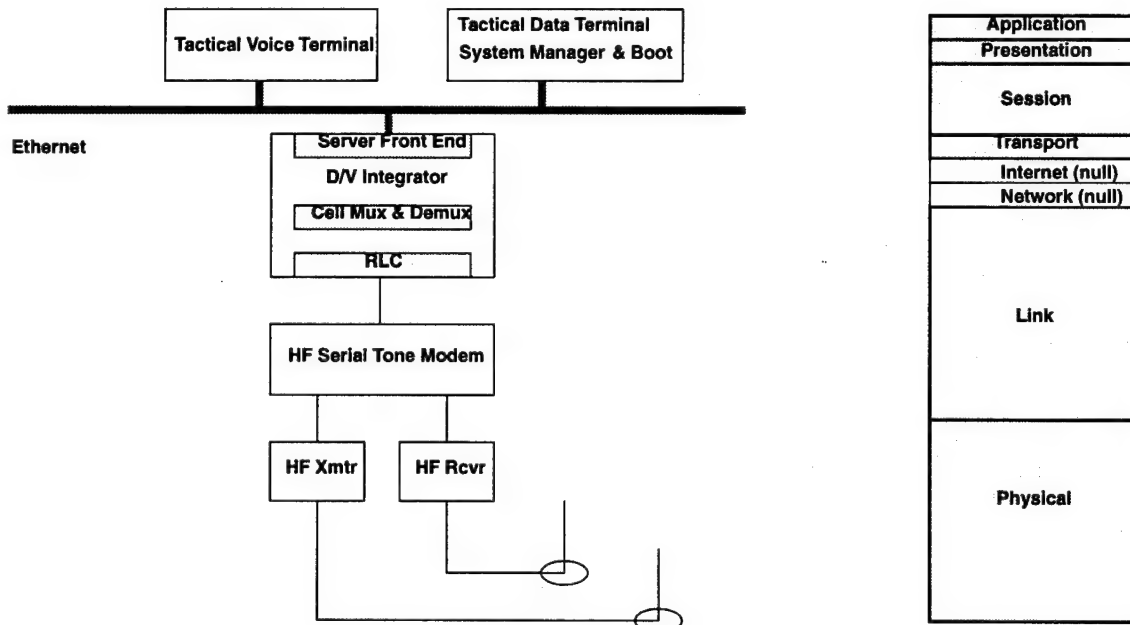 Tactical Voice Terminal
Tactical Data Terminal
System Manager & Boot
Ethernet
Server Front End
D/V Integrator
Cell Mux & Demux
RLC
HF Serial Tone Modem
HF Xmtr
HF Rcvr
Application
Presentation
Session
Transport
Internet (null)
Network (null)
Link
Physical